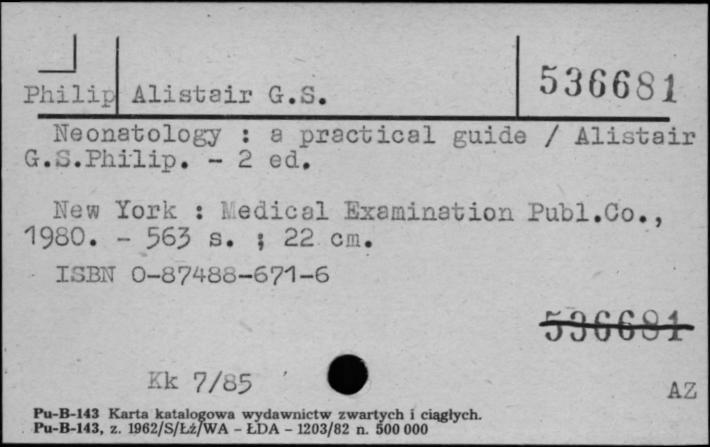 536681
Philip Alistair G.S.
Neonatology : a practical guide / Alistair
G.S.Philip. - 2 ed.
New York : Medical Examination Publ.Co.,
1980. - 563 s. ; 22 cm.
ISBN 0-87488-671-6
536681
Kk 7/85
AZ
Pu-B-143 Karta katalogowa wydawnictw zwartych i ciągłych.
Pu-B-143, z. 1962/S/Łż/WA - ŁDA - 1203/82 n. 500 000